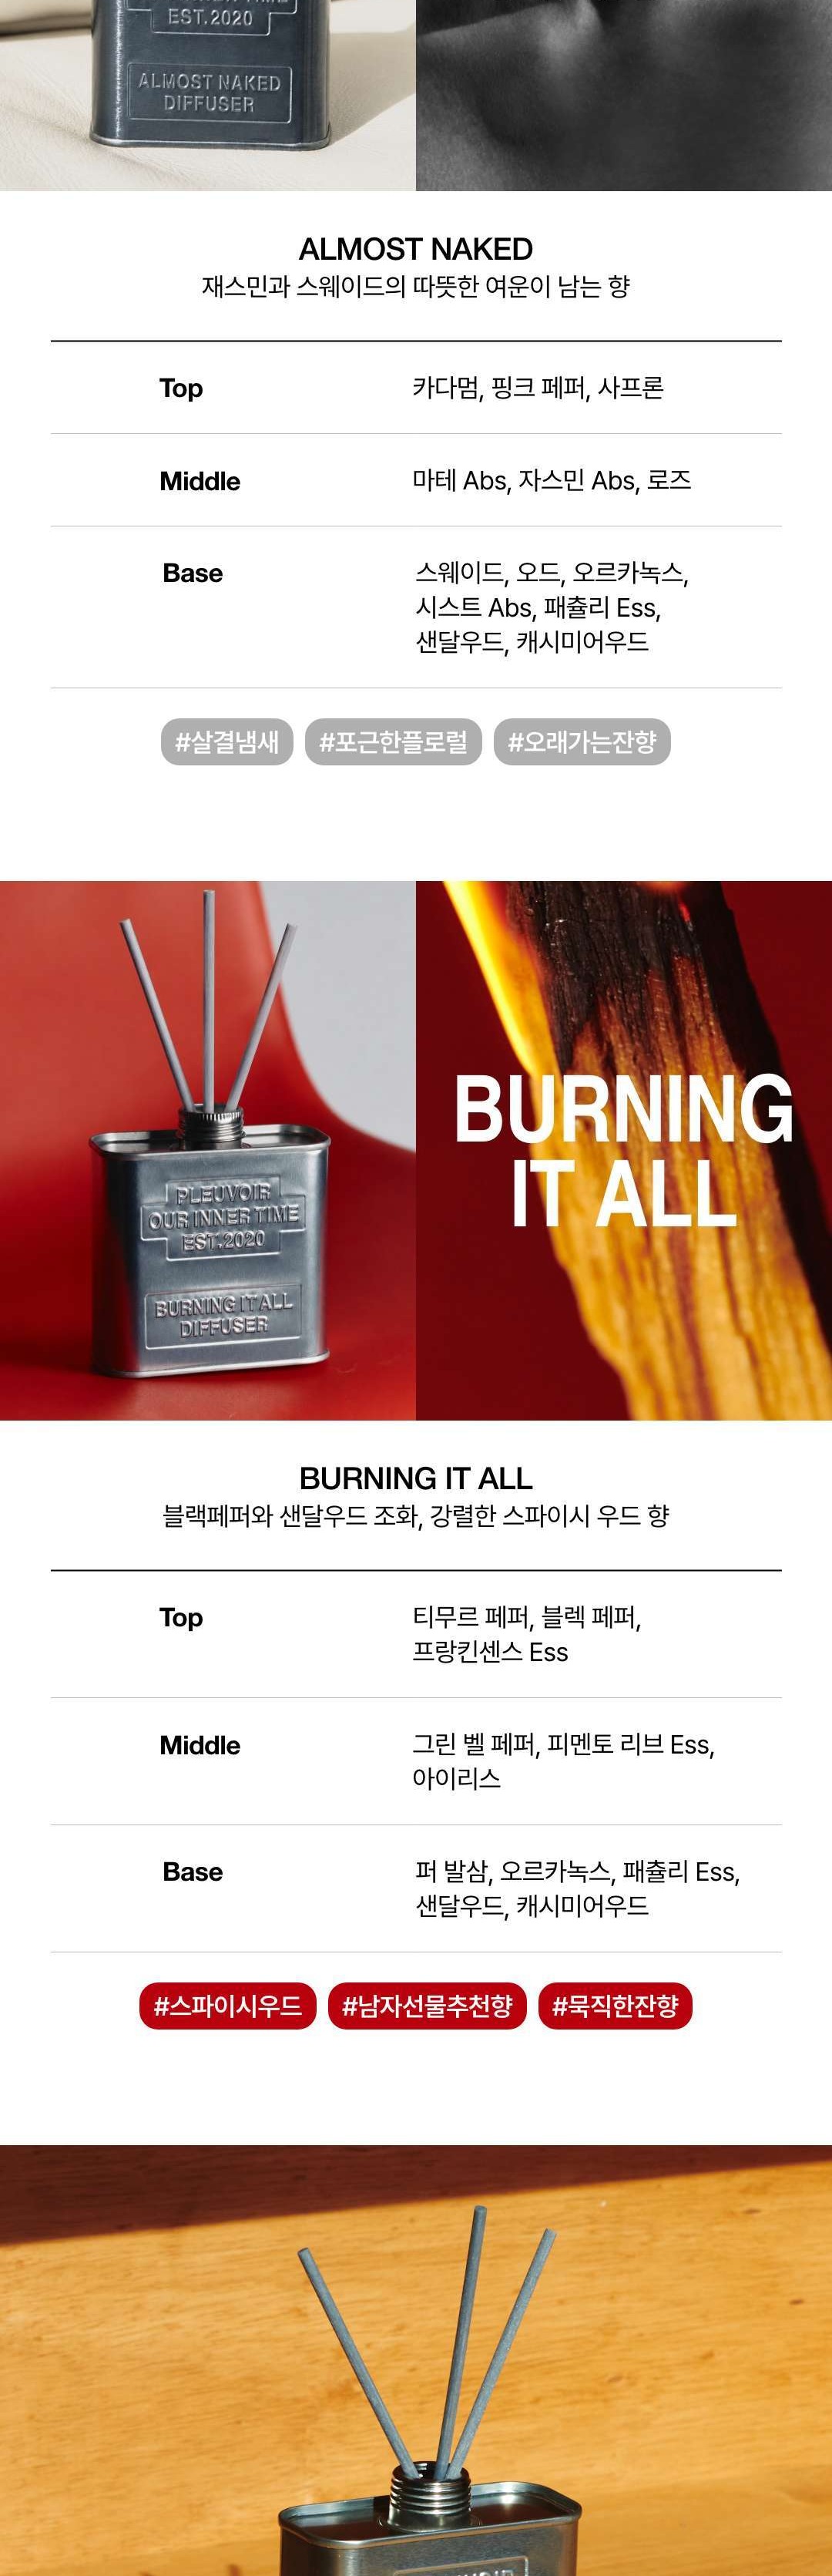 EST.2020
ALMOST NAKED
DIFFUSER
ALMOST NAKED
재스민과 스웨이드의 따뜻한 여운이 남는 향
Top
카다멈, 핑크 페퍼, 사프론
Middle
마테 Abs, 자스민 Abs, 로즈
Base
스웨이드, 오드, 오르카녹스,
시스트 Abs, 패츌리 Ess,
샌달우드, 캐시미어우드
#살결냄새 #포근한플로럴 #오래가는잔향
PLEUVOIR
OUR INNER TIME
EST.2020
BURNING IT ALL
DIFFUSER
BURNING
IT ALL
BURNING IT ALL
블랙페퍼와 샌달우드 조화, 강렬한 스파이시 우드 향
Top
티무르 페퍼, 블렉 페퍼,
프랑킨센스 Ess
Middle
그린 벨 페퍼, 피멘토 리브 Ess,
아이리스
Base
퍼 발삼, 오르카녹스, 패츌리 Ess,
샌달우드, 캐시미어우드
#스파이시우드 #남자선물추천향 #묵직한잔향